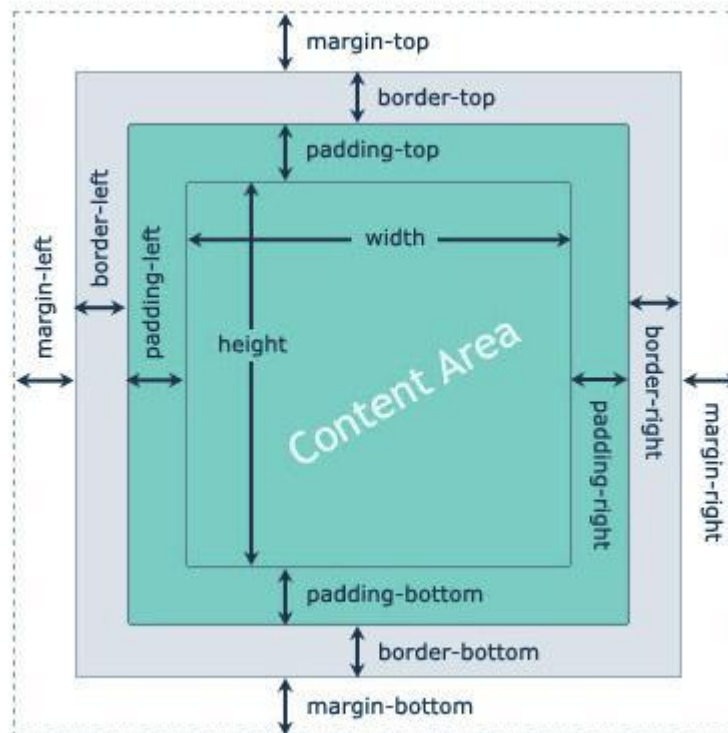 margin-top
border-top
padding-top
width
margin-left
border-left
padding-left
height
Content Area
padding-right
border-right
margin-right
padding-bottom
border-bottom
margin-bottom